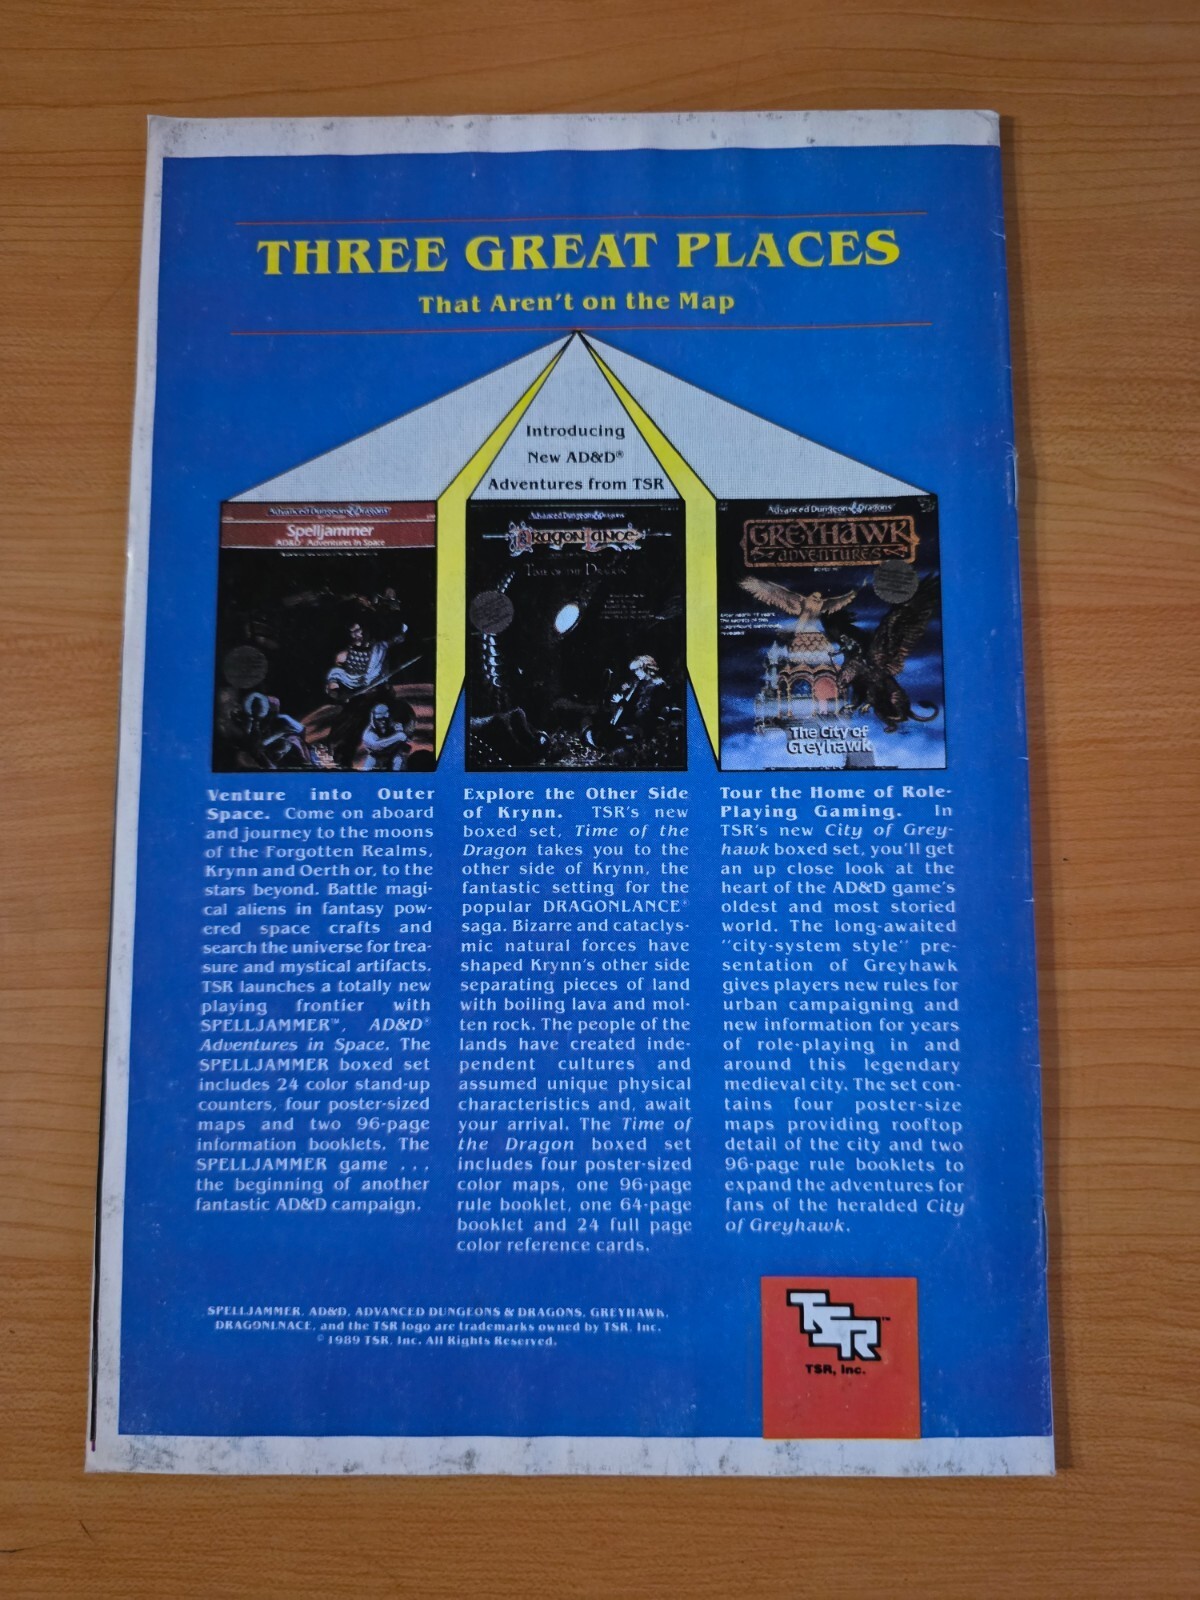 THREE GREAT PLACES
That Aren't on the Map
Introducing
New AD&D®
Adventures from TSR
Advanced Dungeons & Dragons
Spelljammer
AD&D Adventures in Space
Advanced Dungeons & Dragons
DRAGONLANCE
TIME OF THE DRAGON
Advanced Dungeons & Dragons
GREYHAWK
ADVENTURES
The City of
Greyhawk
Venture into Outer
Space. Come on aboard
and journey to the moons
of the Forgotten Realms,
Krynn and Oerth or, to the
stars beyond. Battle magi-
cal aliens in fantasy pow-
ered space crafts and
search the universe for trea-
sure and mystical artifacts.
TSR launches a totally new
playing frontier with
SPELLJAMMER™, AD&D®
Adventures in Space. The
SPELLJAMMER boxed set
includes 24 color stand-up
counters, four poster-sized
maps and two 96-page
information booklets. The
SPELLJAMMER game . . .
the beginning of another
fantastic AD&D campaign.
Explore the Other Side
of Krynn. TSR's new
boxed set, Time of the
Dragon takes you to the
other side of Krynn, the
fantastic setting for the
popular DRAGONLANCE®
saga. Bizarre and cataclys-
mic natural forces have
shaped Krynn's other side
separating pieces of land
with boiling lava and mol-
ten rock. The people of the
lands have created inde-
pendent cultures and
assumed unique physical
characteristics and, await
your arrival. The Time of
the Dragon boxed set
includes four poster-sized
color maps, one 96-page
rule booklet, one 64-page
booklet and 24 full page
color reference cards.
Tour the Home of Role-
Playing Gaming. In
TSR's new City of Grey-
hawk boxed set, you'll get
an up close look at the
heart of the AD&D game's
oldest and most storied
world. The long-awaited
"city-system style" pre-
sentation of Greyhawk
gives players new rules for
urban campaigning and
new information for years
of role-playing in and
around this legendary
medieval city. The set con-
tains four poster-size
maps providing rooftop
detail of the city and two
96-page rule booklets to
expand the adventures for
fans of the heralded City
of Greyhawk.
SPELLJAMMER, AD&D, ADVANCED DUNGEONS & DRAGONS, GREYHAWK,
DRAGONLNACE, and the TSR logo are trademarks owned by TSR, Inc.
© 1989 TSR, Inc. All Rights Reserved.
TSR™
TSR, Inc.